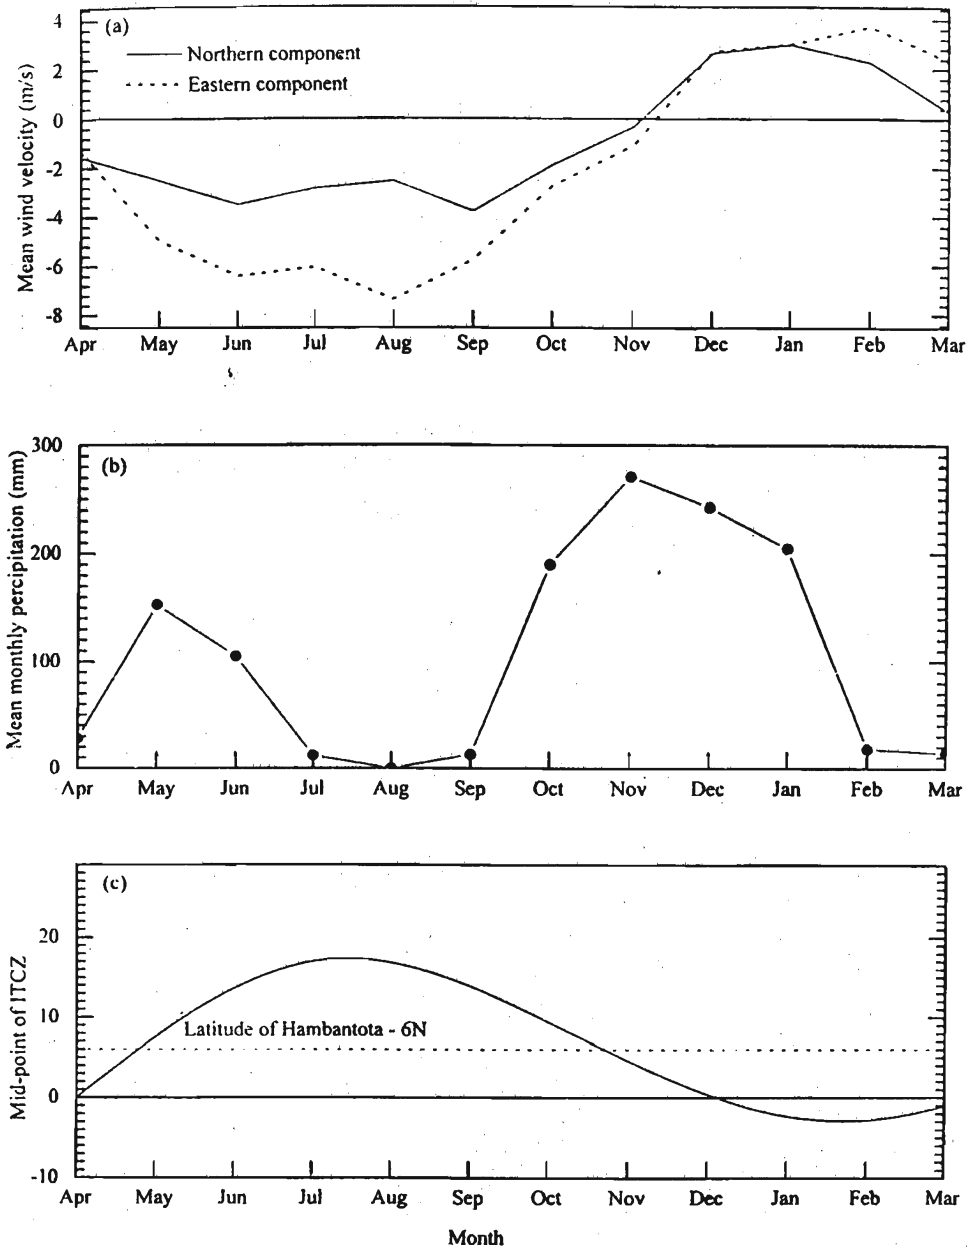 (a)
Northern component
Eastern component
Mean wind velocity (m/s)
4
2
0
-2
-4
-6
-8
Apr May Jun Jul Aug Sep Oct Nov Dec Jan Feb Mar
(b)
Mean monthly percipitation (mm)
300
200
100
0
Apr May Jun Jul Aug Sep Oct Nov Dec Jan Feb Mar
(c)
Mid-point of ITCZ
20
10
0
-10
Latitude of Hambantota - 6N
Apr May Jun Jul Aug Sep Oct Nov Dec Jan Feb Mar
Month